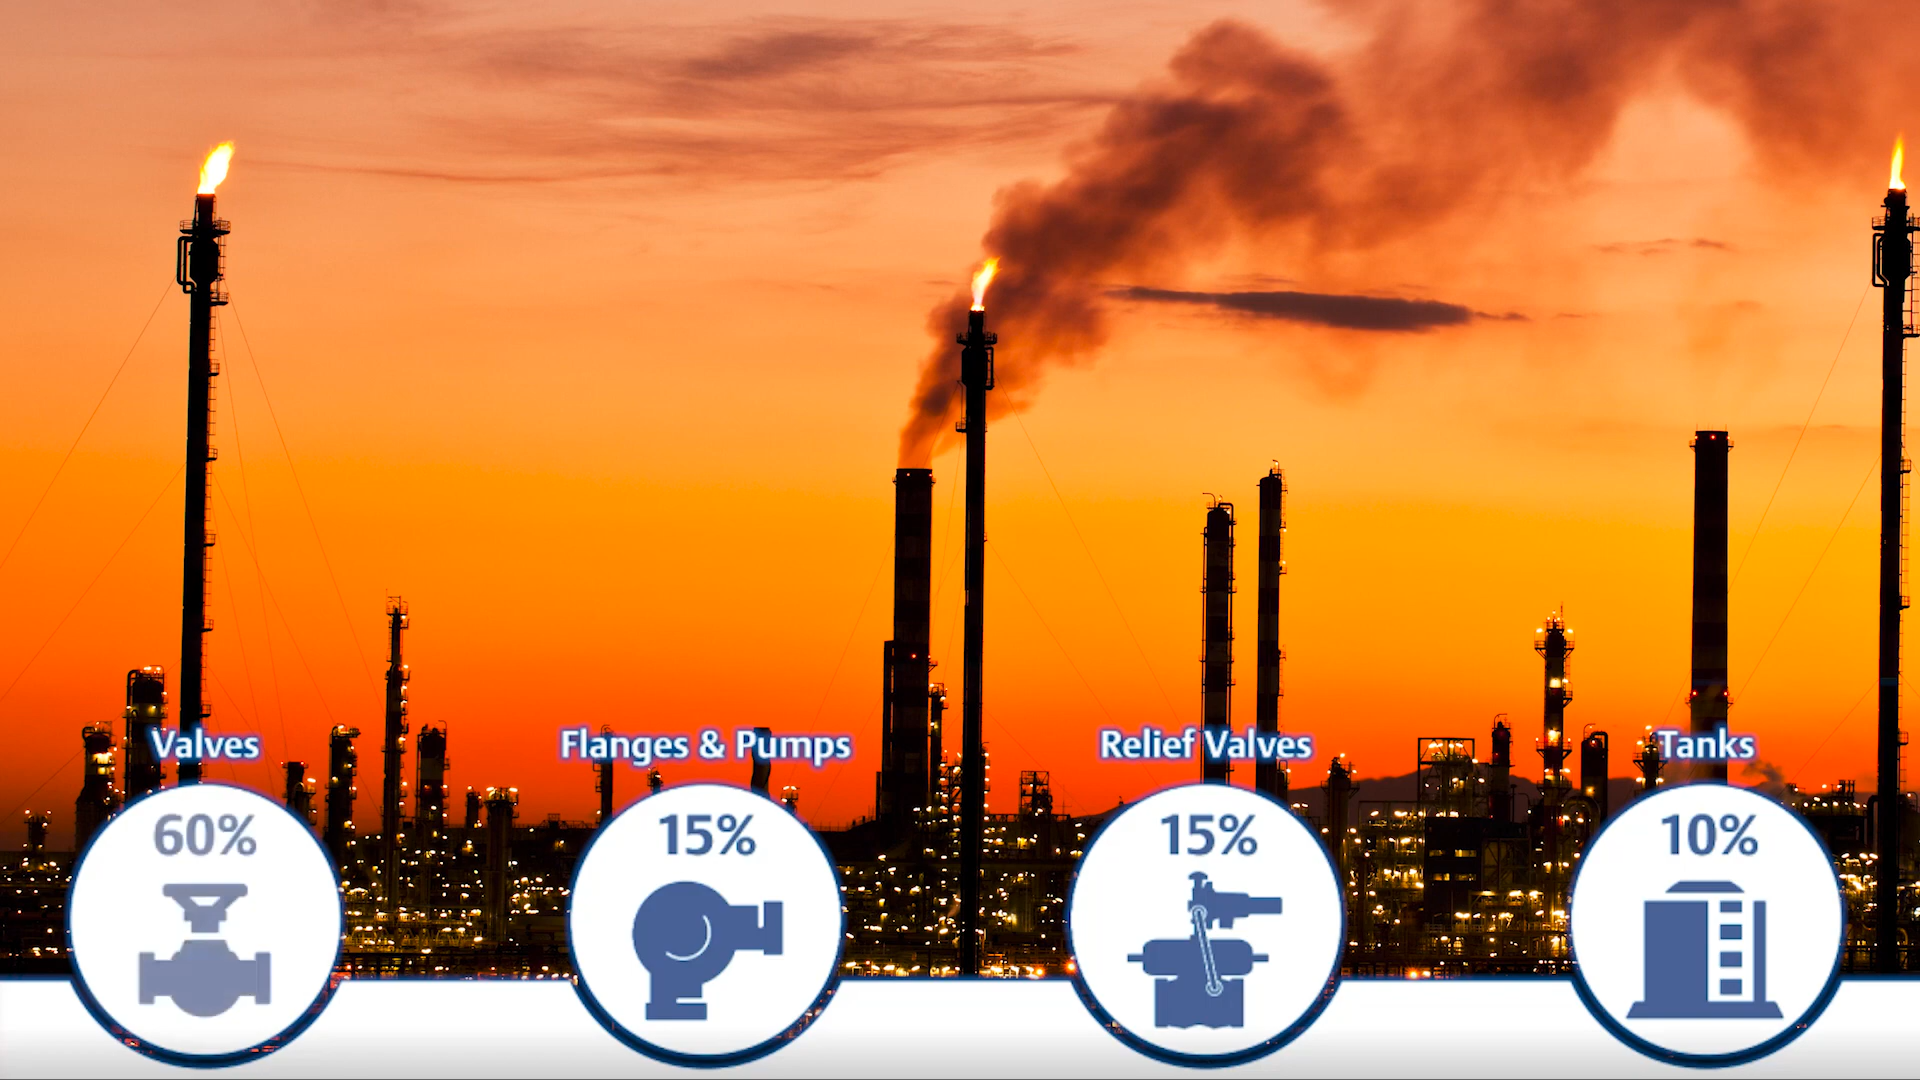 Valves
60%
Flanges & Pumps
15%
Relief Valves
15%
Tanks
10%